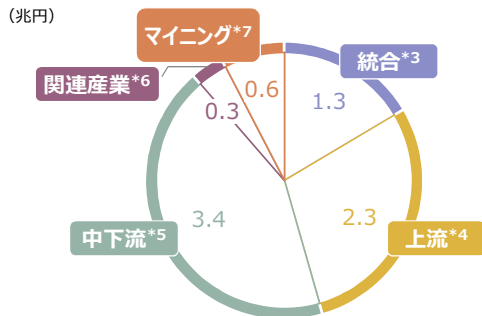 （兆円）
マイニング*7
統合*3
関連産業*6
0.6
1.3
0.3
3.4
2.3
中下流*5
上流*4